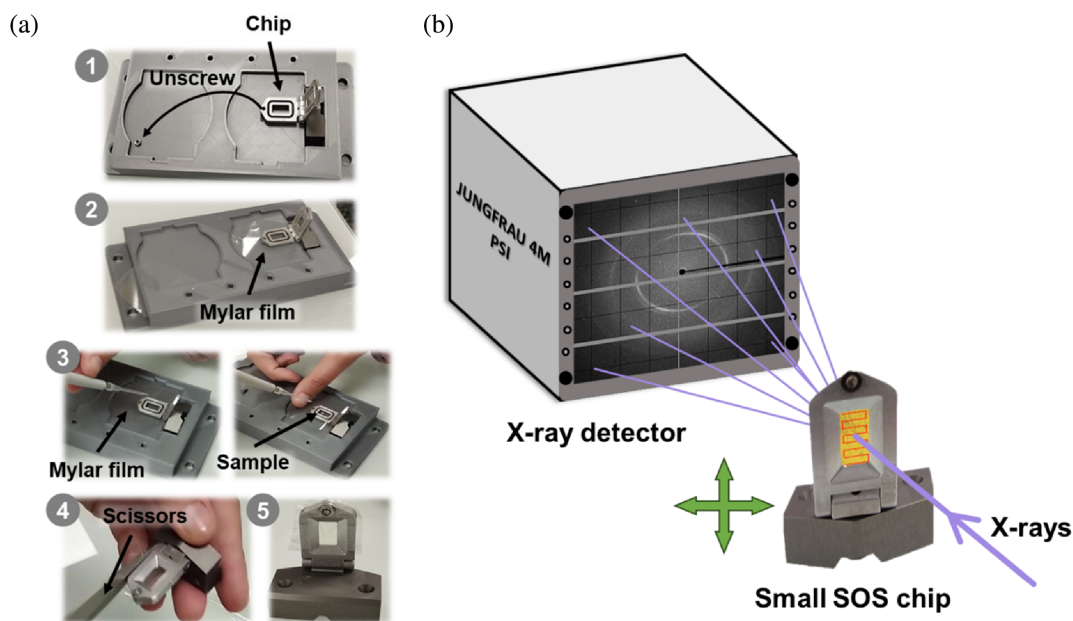 (a)
Chip
1
Unscrew
2
Mylar film
3
Mylar film
Sample
4
Scissors
5
(b)
JUNGFRAU 4M
PSI
X-ray detector
X-rays
Small SOS chip